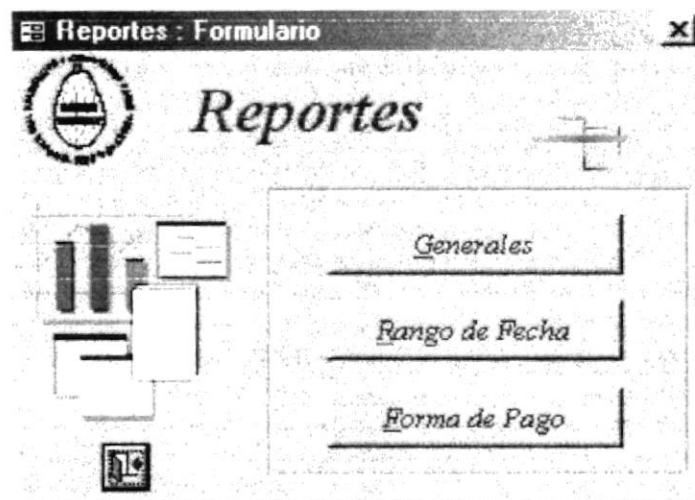 Reportes : Formulario
Reportes
Generales
Rango de Fecha
Forma de Pago